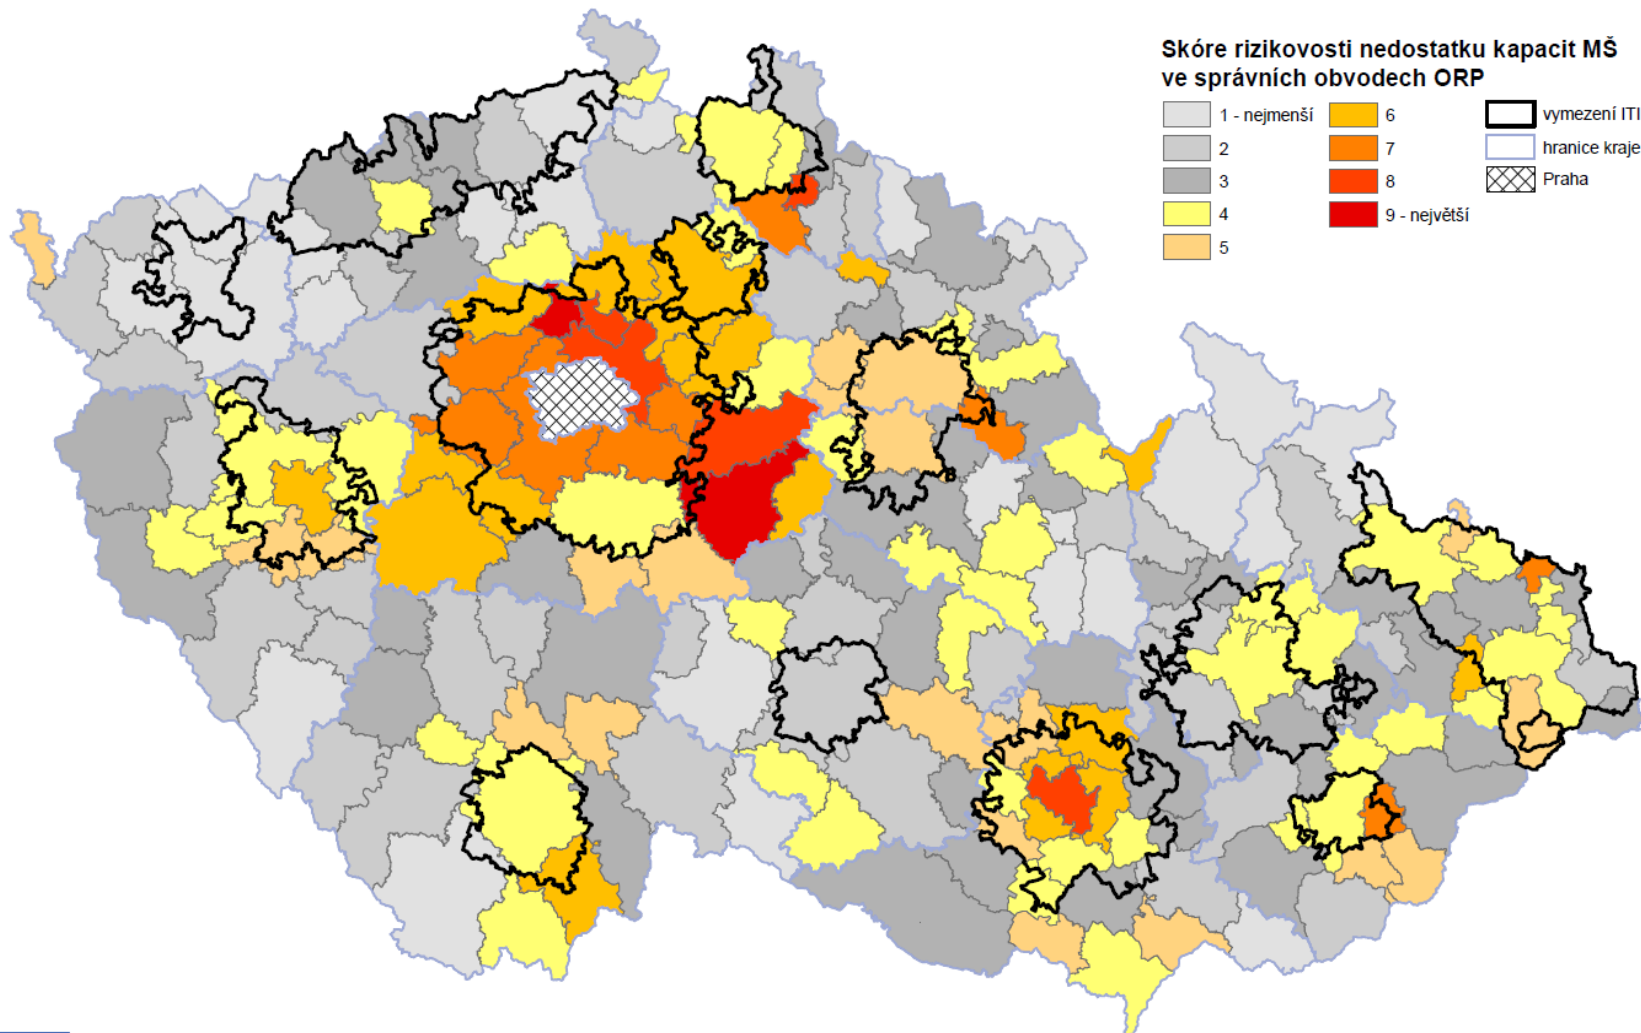 Skóre rizikovosti nedostatku kapacit MŠ
ve správních obvodech ORP
1 - nejmenší
2
3
4
5
6
7
8
9 - největší
vymezení ITI
hranice kraje
Praha